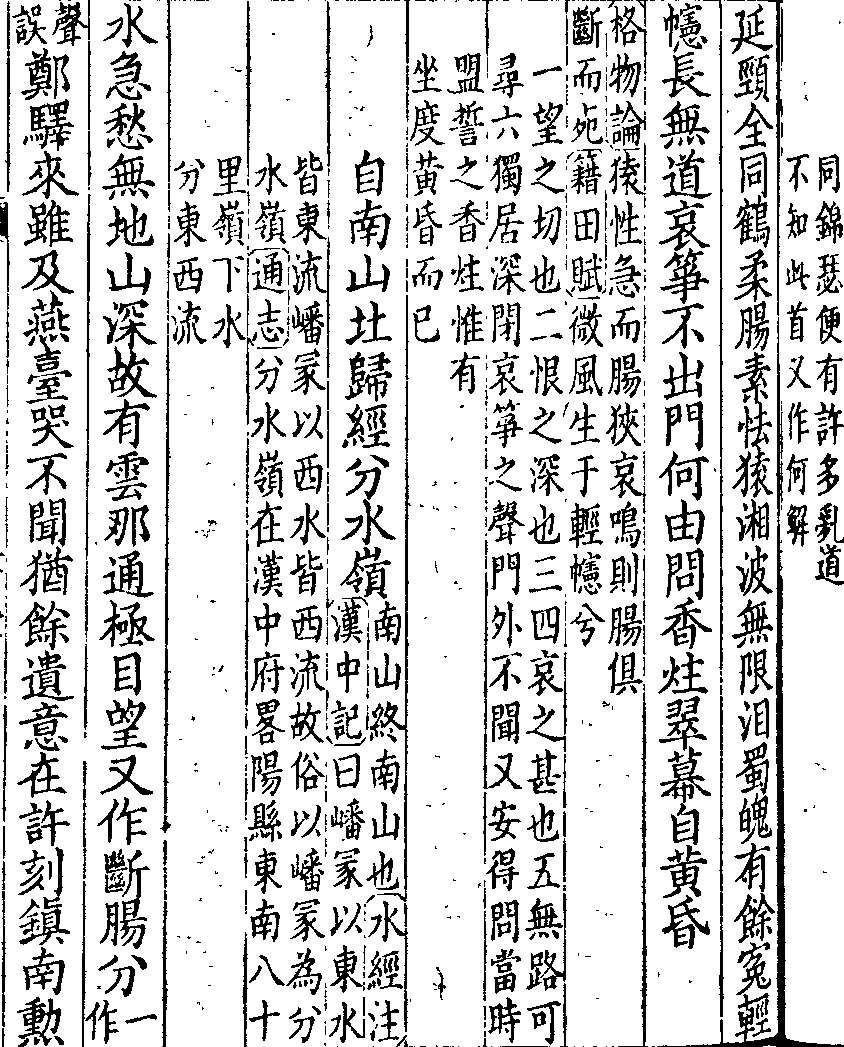 同錦瑟便有許多亂道
不知此首又作何解
延頸全同鶴柔腸素怯猿湘波無限泪蜀魄有餘寃輕
幰長無道哀筝不出門何由問香炷翠幕自黄昏
格物論猿性急而腸狹哀鳴則腸俱
斷而死籍田賦微風生于輕幰兮
一望之切也二恨之深也三四哀之甚也五無路可
尋六獨居深閉哀筝之聲門外不聞又安得問當時
盟誓之香炷惟有
坐度黄昏而已
自南山北歸經分水嶺
南山終南山也水經注
漢中記曰嶓冢以東水
皆東流嶓冢以西水皆西流故俗以嶓冢為分
水嶺通志分水嶺在漢中府畧陽縣東南八十
里嶺下水
分東西流
水急愁無地山深故有雲那通極目望又作斷腸分
一作
聲誤
鄭驛來雖及燕臺哭不聞猶餘遺意在許刻鎮南勲